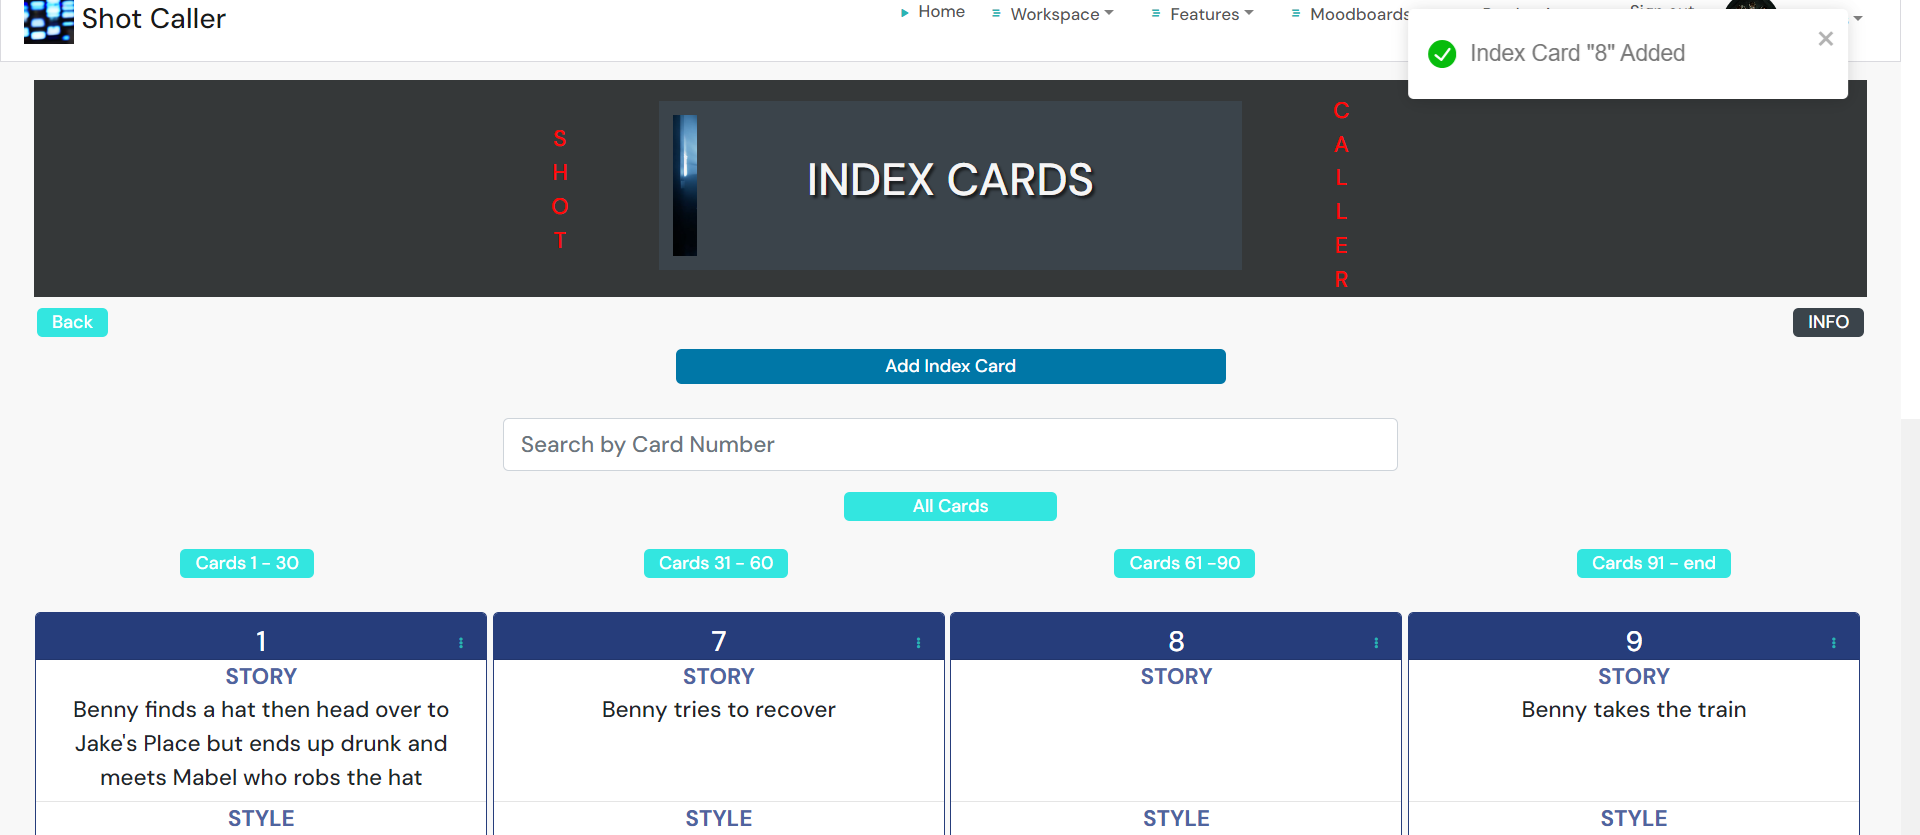 Shot Caller
Home
Workspace
Features
Moodboards
Index Card "8" Added
S
H
O
T
INDEX CARDS
C
A
L
L
E
R
Back
INFO
Add Index Card
Search by Card Number
All Cards
Cards 1 - 30
Cards 31 - 60
Cards 61 -90
Cards 91 - end
1
STORY
Benny finds a hat then head over to
Jake's Place but ends up drunk and
meets Mabel who robs the hat
STYLE
7
STORY
Benny tries to recover
STYLE
8
STORY
STYLE
9
STORY
Benny takes the train
STYLE